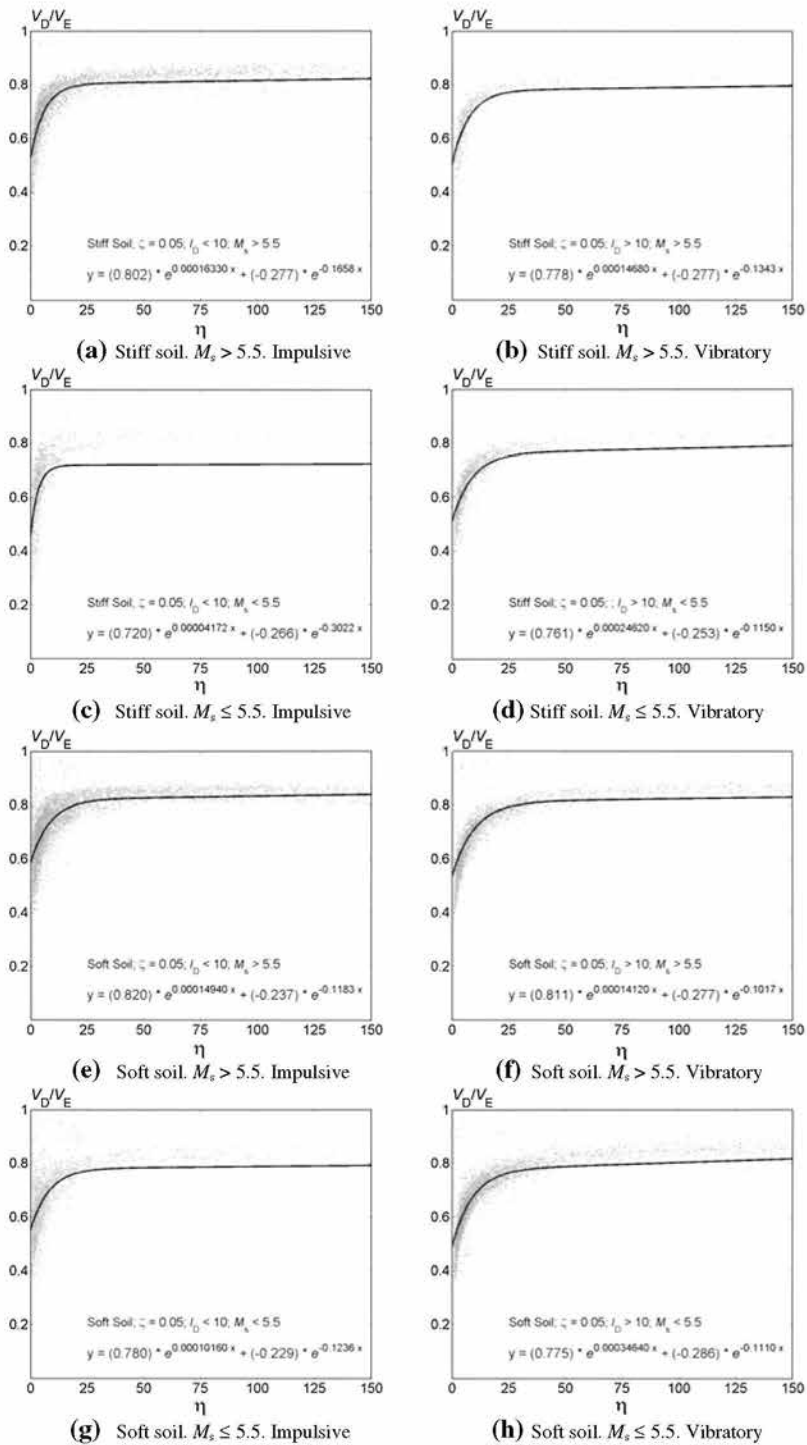 V_D/V_E
1
0.8
0.6
0.4
0.2
Stiff Soil; ζ = 0.05; I_D < 10; M_s > 5.5
y = (0.802) * e^0.00016330 x + (-0.277) * e^-0.1658 x
0 25 50 75 100 125 150
η
(a) Stiff soil. M_s > 5.5. Impulsive
V_D/V_E
1
0.8
0.6
0.4
0.2
Stiff Soil; ζ = 0.05; I_D > 10; M_s > 5.5
y = (0.778) * e^0.00014680 x + (-0.277) * e^-0.1343 x
0 25 50 75 100 125 150
η
(b) Stiff soil. M_s > 5.5. Vibratory
V_D/V_E
1
0.8
0.6
0.4
0.2
Stiff Soil; ζ = 0.05; I_D < 10; M_s < 5.5
y = (0.720) * e^0.00004172 x + (-0.266) * e^-0.3022 x
0 25 50 75 100 125 150
η
(c) Stiff soil. M_s ≤ 5.5. Impulsive
V_D/V_E
1
0.8
0.6
0.4
0.2
Stiff Soil; ζ = 0.05; ; I_D > 10; M_s < 5.5
y = (0.761) * e^0.00024620 x + (-0.253) * e^-0.1150 x
0 25 50 75 100 125 150
η
(d) Stiff soil. M_s ≤ 5.5. Vibratory
V_D/V_E
1
0.8
0.6
0.4
0.2
Soft Soil; ζ = 0.05; I_D < 10; M_s > 5.5
y = (0.820) * e^0.00014940 x + (-0.237) * e^-0.1183 x
0 25 50 75 100 125 150
η
(e) Soft soil. M_s > 5.5. Impulsive
V_D/V_E
1
0.8
0.6
0.4
0.2
Soft Soil; ζ = 0.05; I_D > 10; M_s > 5.5
y = (0.811) * e^0.00014120 x + (-0.277) * e^-0.1017 x
0 25 50 75 100 125 150
η
(f) Soft soil. M_s > 5.5. Vibratory
V_D/V_E
1
0.8
0.6
0.4
0.2
Soft Soil; ζ = 0.05; I_D < 10; M_s < 5.5
y = (0.780) * e^0.00010160 x + (-0.229) * e^-0.1236 x
0 25 50 75 100 125 150
η
(g) Soft soil. M_s ≤ 5.5. Impulsive
V_D/V_E
1
0.8
0.6
0.4
0.2
Soft Soil; ζ = 0.05; I_D > 10; M_s < 5.5
y = (0.775) * e^0.00034640 x + (-0.286) * e^-0.1110 x
0 25 50 75 100 125 150
η
(h) Soft soil. M_s ≤ 5.5. Vibratory